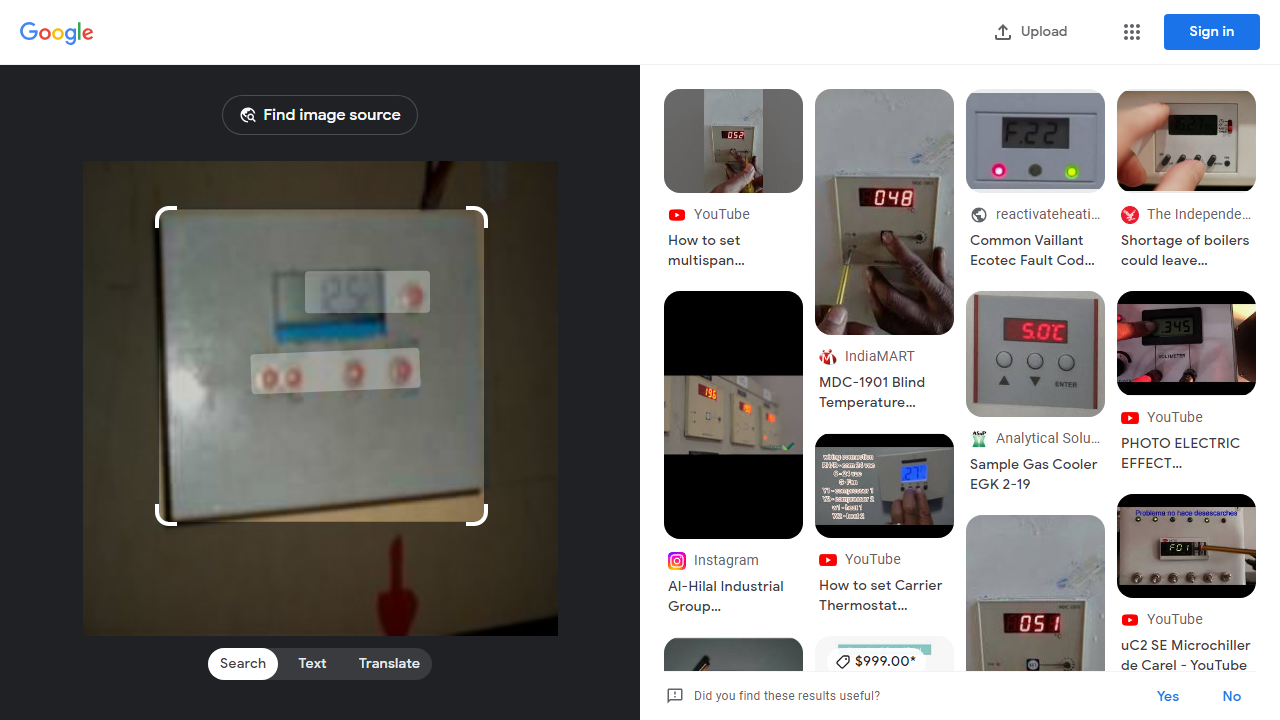 Google
Upload
Sign in
Find image source
Search
Text
Translate
052
YouTube
How to set
multispan…
Instagram
Al-Hilal Industrial
Group…
048
IndiaMART
MDC-1901 Blind
Temperature…
YouTube
How to set Carrier
Thermostat…
$999.00*
F.22
reactivateheati…
Common Vaillant
Ecotec Fault Cod…
5.0°C
ENTER
Analytical Solu…
Sample Gas Cooler
EGK 2-19
051
The Independe…
Shortage of boilers
could leave…
345
YouTube
PHOTO ELECTRIC
EFFECT…
Problema no hace desescarches
F01
YouTube
uC2 SE Microchiller
de Carel - YouTube
Did you find these results useful?
Yes
No